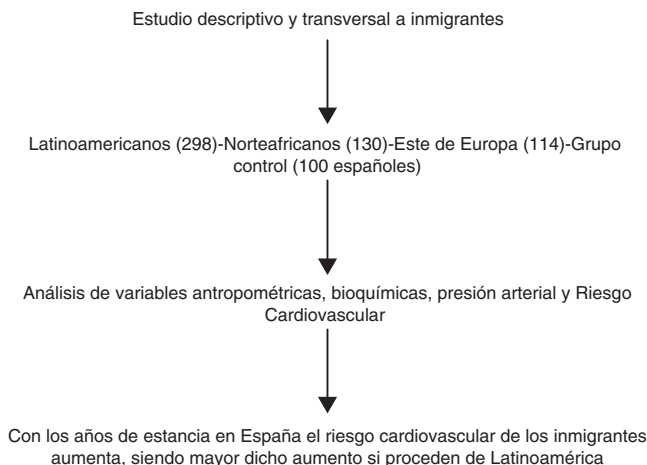 Estudio descriptivo y transversal a inmigrantes
Latinoamericanos (298)-Norteafricanos (130)-Este de Europa (114)-Grupo
control (100 españoles)
Análisis de variables antropométricas, bioquímicas, presión arterial y Riesgo
Cardiovascular
Con los años de estancia en España el riesgo cardiovascular de los inmigrantes
aumenta, siendo mayor dicho aumento si proceden de Latinoamérica